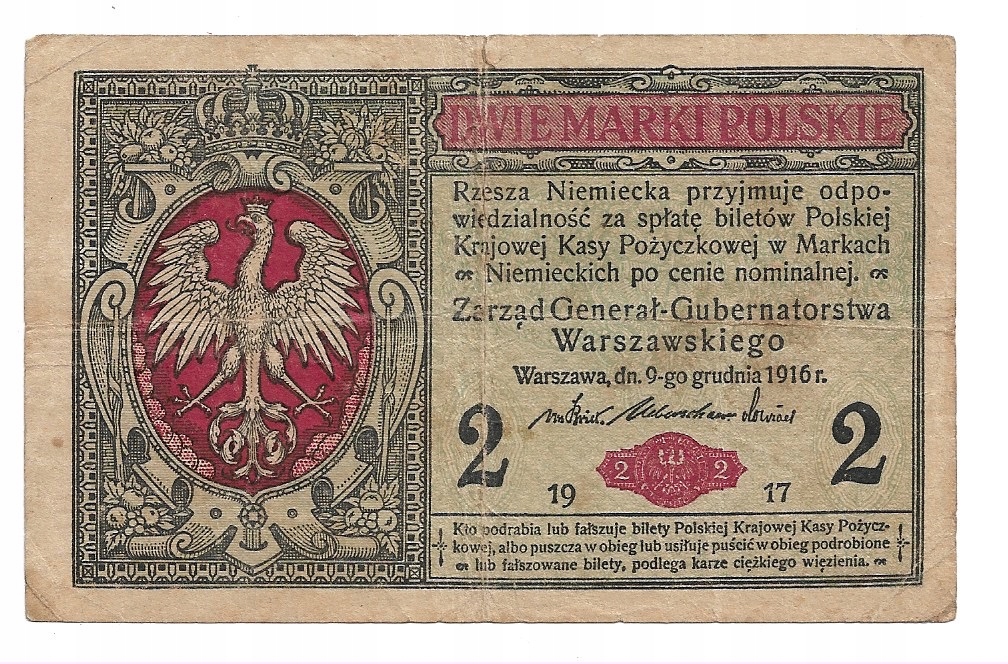 DWIE MARKI POLSKIE
Rzesza Niemiecka przyjmuje odpo-
wiedzialność za spłatę biletów Polskiej
Krajowej Kasy Pożyczkowej w Markach
Niemieckich po cenie nominalnej.
Zarząd Generał-Gubernatorstwa
Warszawskiego
Warszawa, dn. 9-go grudnia 1916 r.
2 2
2 2
19 17
Kto podrabia lub fałszuje bilety Polskiej Krajowej Kasy Pożycz-
kowej, albo puszcza w obieg lub usiłuje puścić w obieg podrobione
lub fałszowane bilety, podlega karze ciężkiego więzienia.